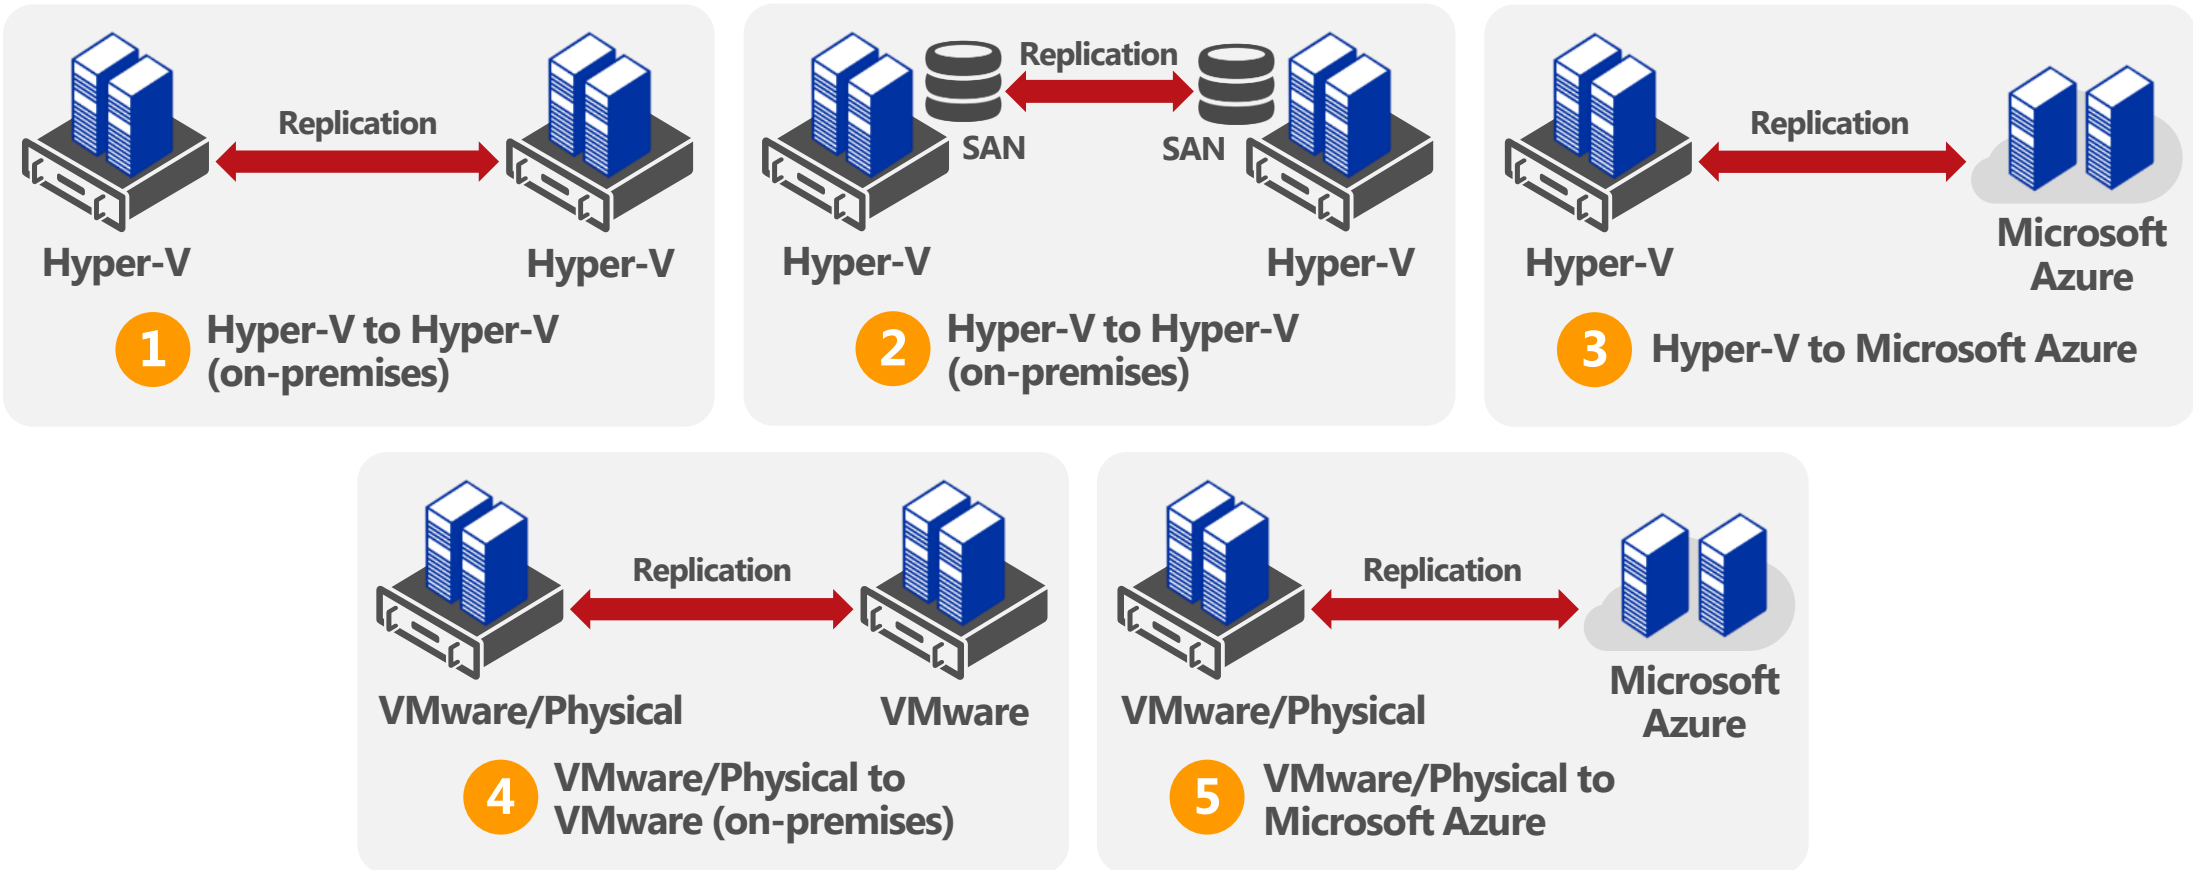 Replication
Hyper-V
Hyper-V
1
Hyper-V to Hyper-V
(on-premises)
Replication
SAN
SAN
Hyper-V
Hyper-V
2
Hyper-V to Hyper-V
(on-premises)
Replication
Hyper-V
Microsoft
Azure
3
Hyper-V to Microsoft Azure
Replication
VMware/Physical
VMware
4
VMware/Physical to
VMware (on-premises)
Replication
VMware/Physical
Microsoft
Azure
5
VMware/Physical to
Microsoft Azure